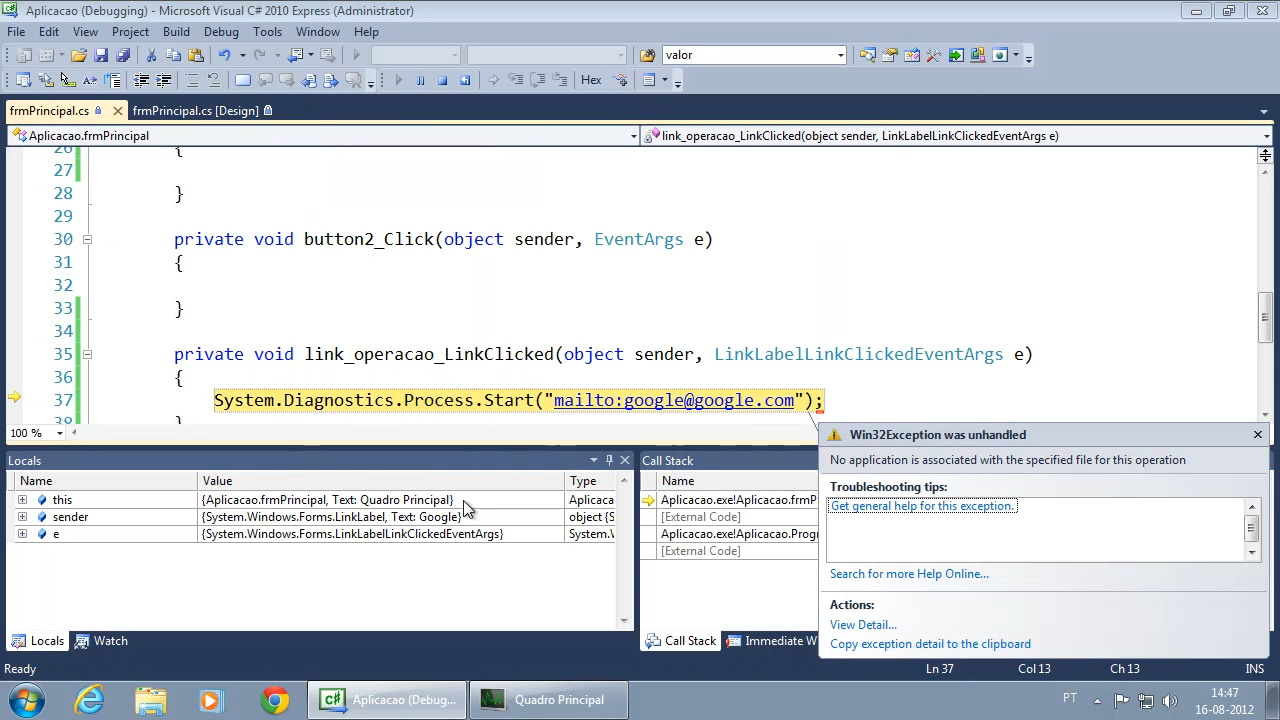 Aplicacao (Debugging) - Microsoft Visual C# 2010 Express (Administrator)
File Edit View Project Build Debug Tools Window Help
valor
Hex
frmPrincipal.cs frmPrincipal.cs [Design]
Aplicacao.frmPrincipal link_operacao_LinkClicked(object sender, LinkLabelLinkClickedEventArgs e)
26 {
27
28 }
29
30 private void button2_Click(object sender, EventArgs e)
31 {
32
33 }
34
35 private void link_operacao_LinkClicked(object sender, LinkLabelLinkClickedEventArgs e)
36 {
37 System.Diagnostics.Process.Start("mailto:google@google.com");
38 }
100 %
Win32Exception was unhandled
No application is associated with the specified file for this operation
Troubleshooting tips:
Get general help for this exception.
Search for more Help Online...
Actions:
View Detail...
Copy exception detail to the clipboard
Locals
Name Value Type
this {Aplicacao.frmPrincipal, Text: Quadro Principal} Aplicaca
sender {System.Windows.Forms.LinkLabel, Text: Google} object {S
e {System.Windows.Forms.LinkLabelLinkClickedEventArgs} System.W
Locals Watch
Call Stack
Name
Aplicacao.exe!Aplicacao.frmP
[External Code]
Aplicacao.exe!Aplicacao.Progr
[External Code]
Call Stack Immediate W
Ready Ln 37 Col 13 Ch 13 INS
Aplicacao (Debug... Quadro Principal PT 14:47
16-08-2012